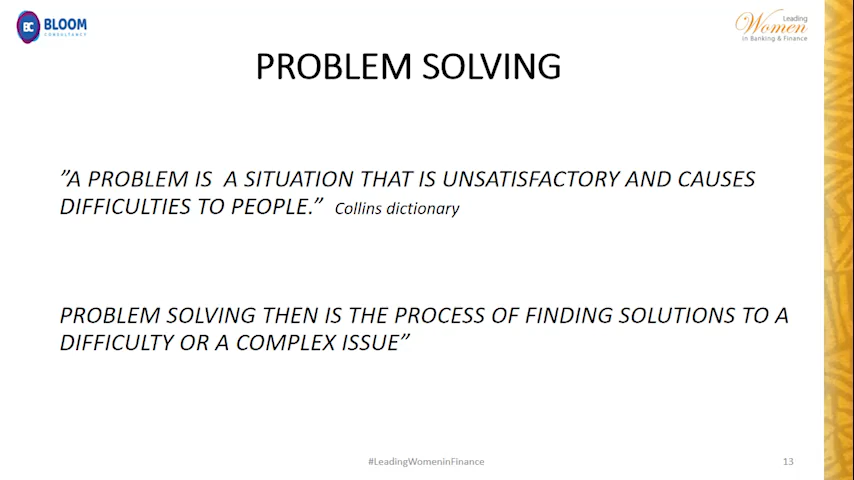 BC BLOOM
CONSULTANCY
Leading
Women
in Banking & Finance
PROBLEM SOLVING
”A PROBLEM IS  A SITUATION THAT IS UNSATISFACTORY AND CAUSES
DIFFICULTIES TO PEOPLE.”  Collins dictionary
PROBLEM SOLVING THEN IS THE PROCESS OF FINDING SOLUTIONS TO A
DIFFICULTY OR A COMPLEX ISSUE”
#LeadingWomeninFinance
13